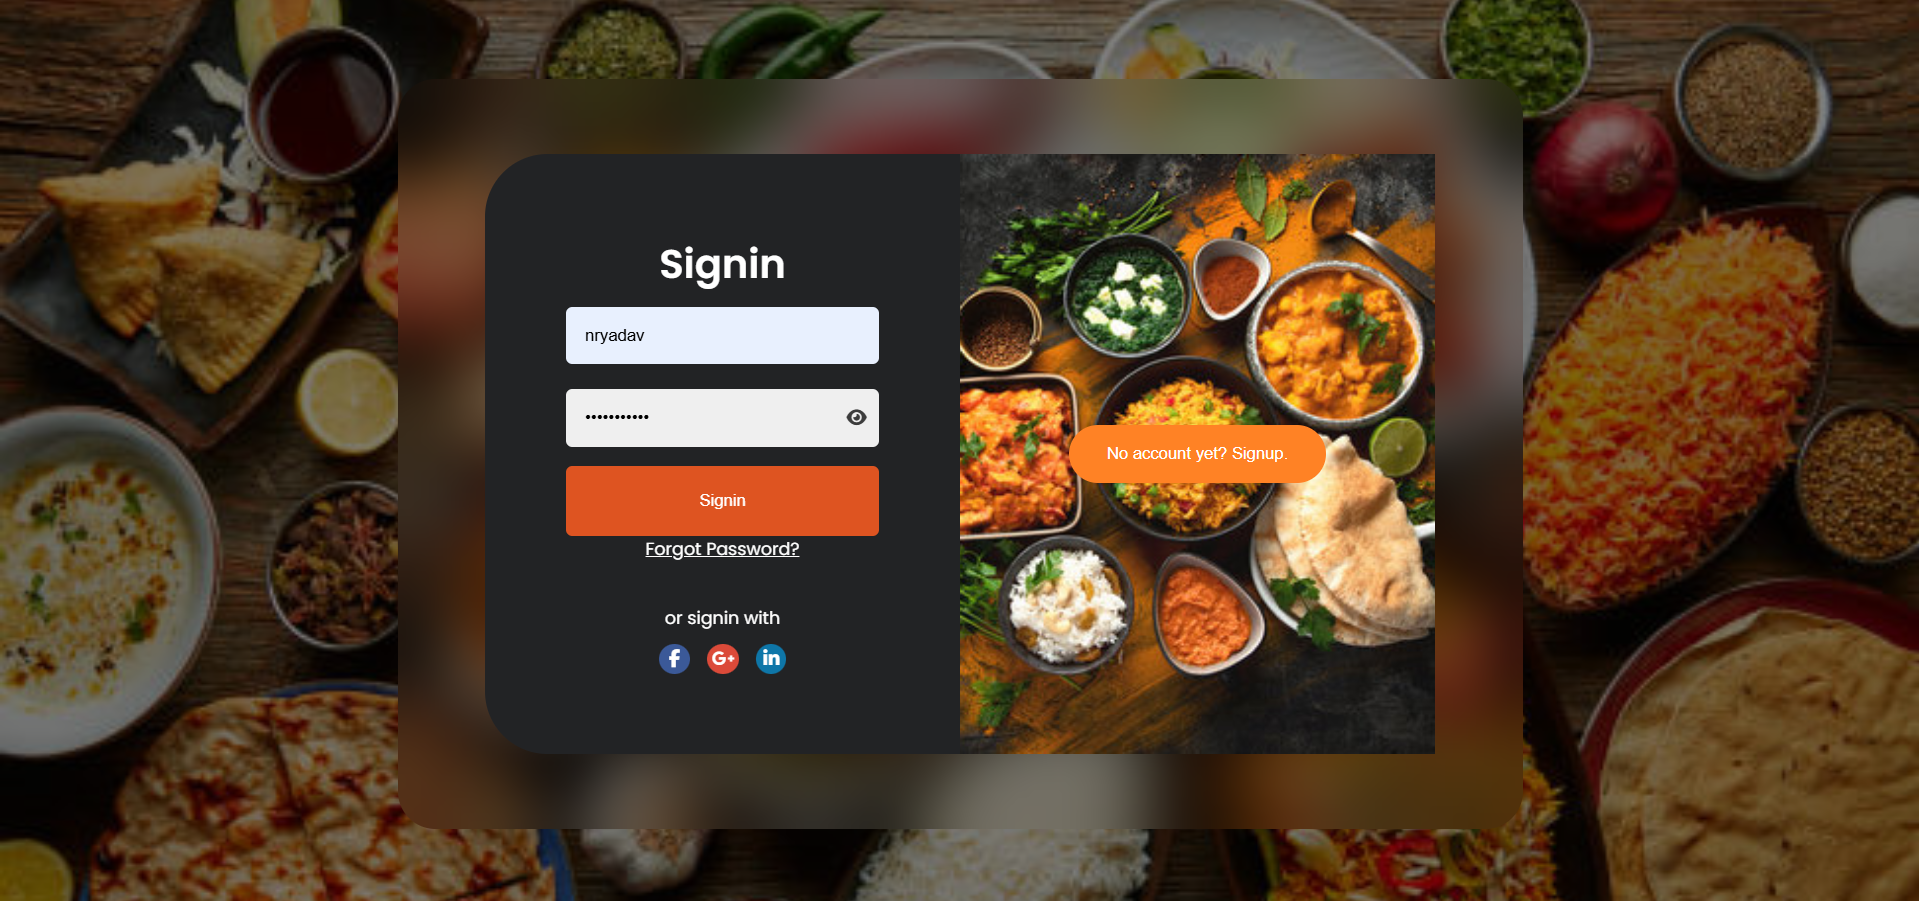 Signin
nryadav
•••••••••••
Signin
Forgot Password?
or signin with
f
G+
in
No account yet? Signup.